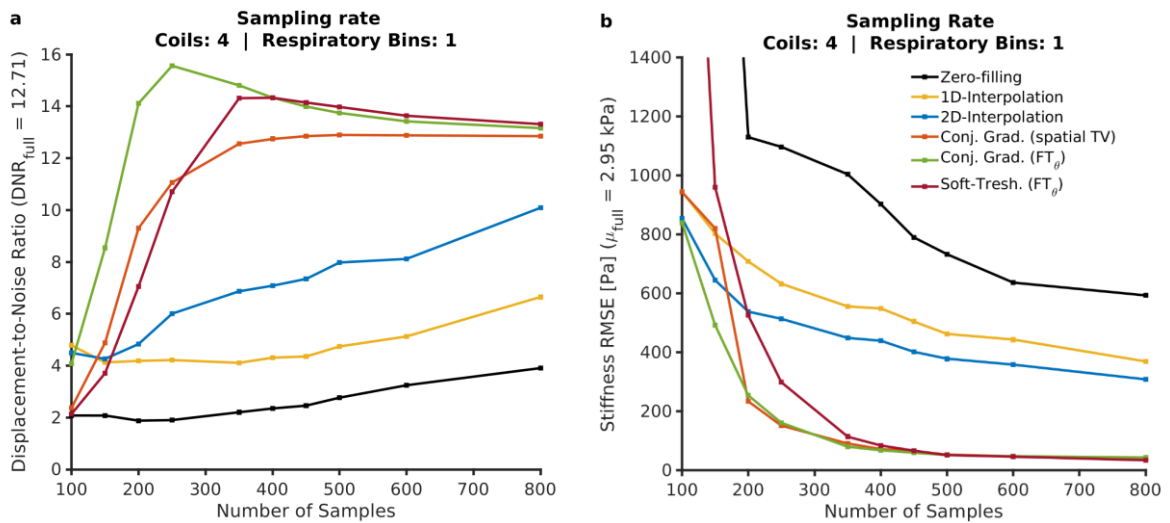 a
Sampling rate
Coils: 4 | Respiratory Bins: 1
Displacement-to-Noise Ratio (DNR_full = 12.71)
16
14
12
10
8
6
4
2
0
100 200 300 400 500 600 700 800
Number of Samples
b
Sampling Rate
Coils: 4 | Respiratory Bins: 1
Stiffness RMSE [Pa] (μ_full = 2.95 kPa)
1400
1200
1000
800
600
400
200
0
Zero-filling
1D-Interpolation
2D-Interpolation
Conj. Grad. (spatial TV)
Conj. Grad. (FT_θ)
Soft-Tresh. (FT_θ)
100 200 300 400 500 600 700 800
Number of Samples